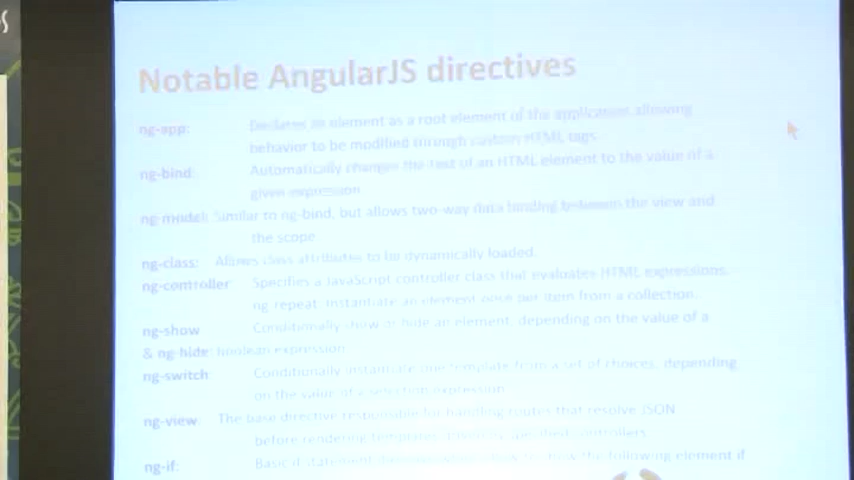 Notable AngularJS directives
ng-app: Declares an element as a root element of the application allowing
behavior to be modified through custom HTML tags.
ng-bind: Automatically changes the text of an HTML element to the value of a
given expression.
ng-model: Similar to ng-bind, but allows two-way data binding between the view and
the scope.
ng-class: Allows class attributes to be dynamically loaded.
ng-controller Specifies a JavaScript controller class that evaluates HTML expressions.
ng-repeat: Instantiate an element once per item from a collection.
ng-show Conditionally show or hide an element, depending on the value of a
& ng-hide: boolean expression.
ng-switch: Conditionally instantiate one template from a set of choices, depending
on the value of a selection expression.
ng-view: The base directive responsible for handling routes that resolve JSON
before rendering templates driven by specified controllers.
ng-if: Basic if statement the following element if